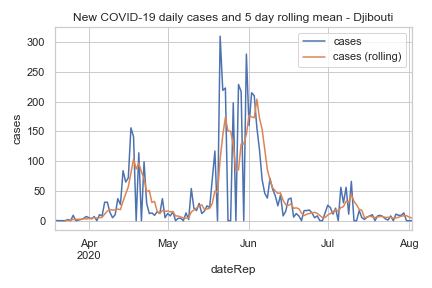 New COVID-19 daily cases and 5 day rolling mean - Djibouti
cases
cases (rolling)
300
250
200
150
100
50
0
cases
Apr
2020
May
Jun
Jul
Aug
dateRep